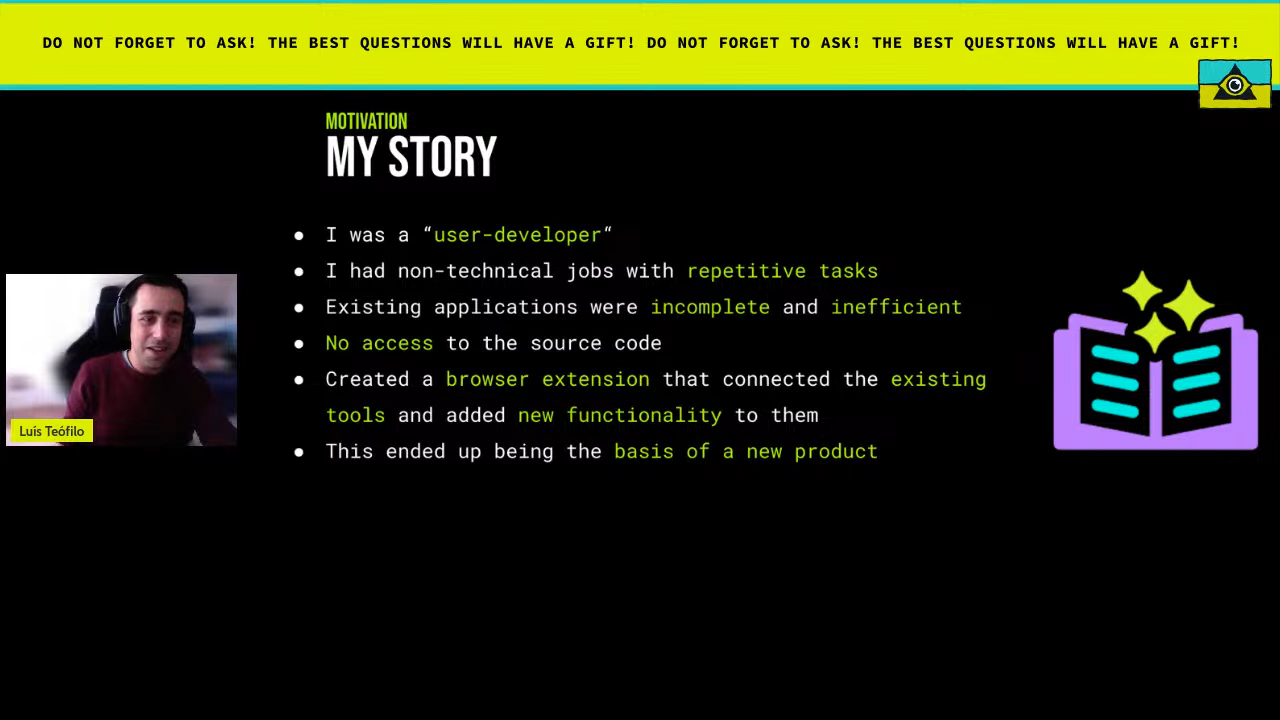 DO NOT FORGET TO ASK! THE BEST QUESTIONS WILL HAVE A GIFT! DO NOT FORGET TO ASK! THE BEST QUESTIONS WILL HAVE A GIFT!
MOTIVATION
MY STORY
● I was a “user-developer“
● I had non-technical jobs with repetitive tasks
● Existing applications were incomplete and inefficient
● No access to the source code
● Created a browser extension that connected the existing
tools and added new functionality to them
● This ended up being the basis of a new product
Luís Teófilo